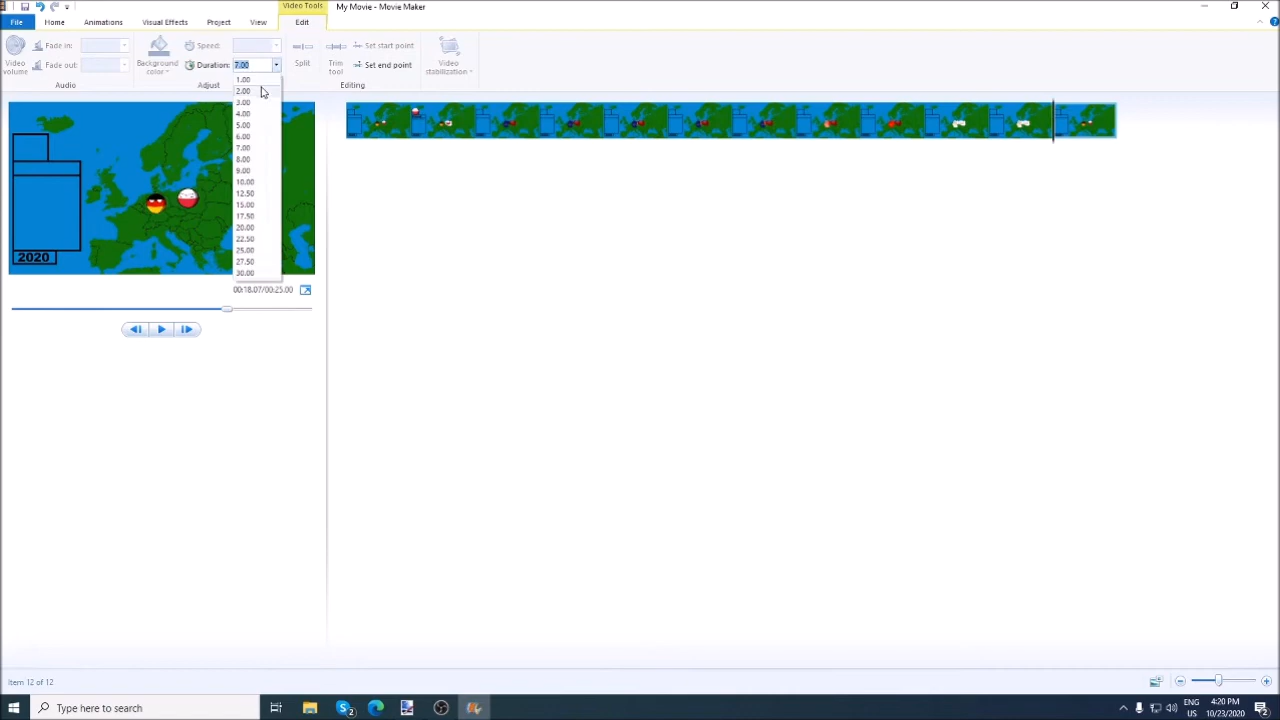 Video Tools
My Movie - Movie Maker
File
Home
Animations
Visual Effects
Project
View
Edit
Video volume
Fade in:
Fade out:
Audio
Background color
Speed:
Duration:
7.00
Adjust
Split
Trim tool
Set start point
Set end point
Editing
Video stabilization
1.00
2.00
3.00
4.00
5.00
6.00
7.00
8.00
9.00
10.00
12.50
15.00
17.50
20.00
22.50
25.00
27.50
30.00
2020
00:18.07/00:25.00
Item 12 of 12
Type here to search
2
ENG
US
4:20 PM
10/23/2020
2